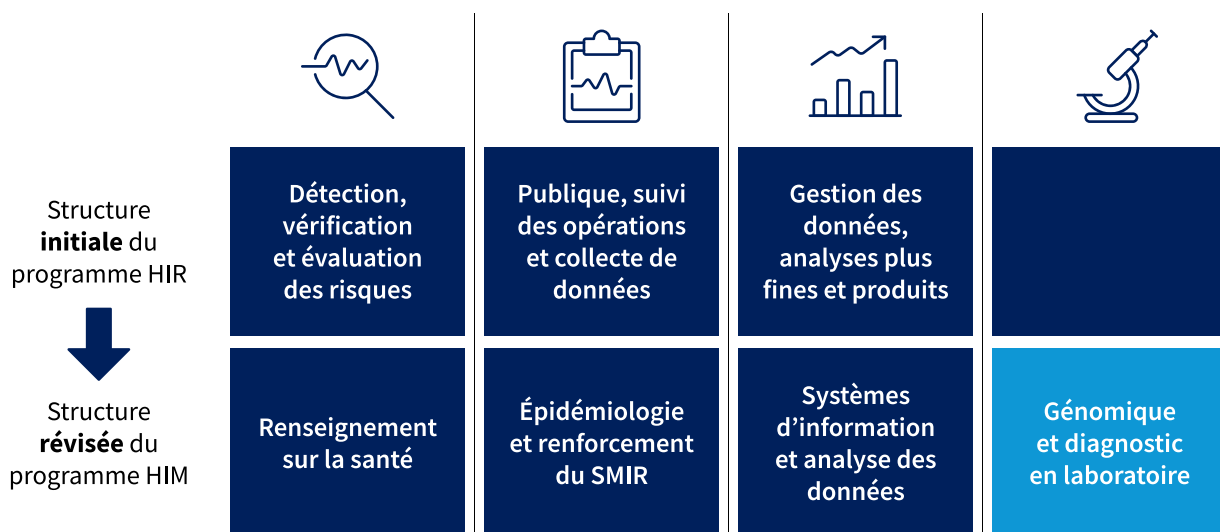 Structure
initiale du
programme HIR
Détection,
vérification
et évaluation
des risques
Publique, suivi
des opérations
et collecte de
données
Gestion des
données,
analyses plus
fines et produits
Structure
révisée du
programme HIM
Renseignement
sur la santé
Épidémiologie
et renforcement
du SMIR
Systèmes
d’information
et analyse des
données
Génomique
et diagnostic
en laboratoire